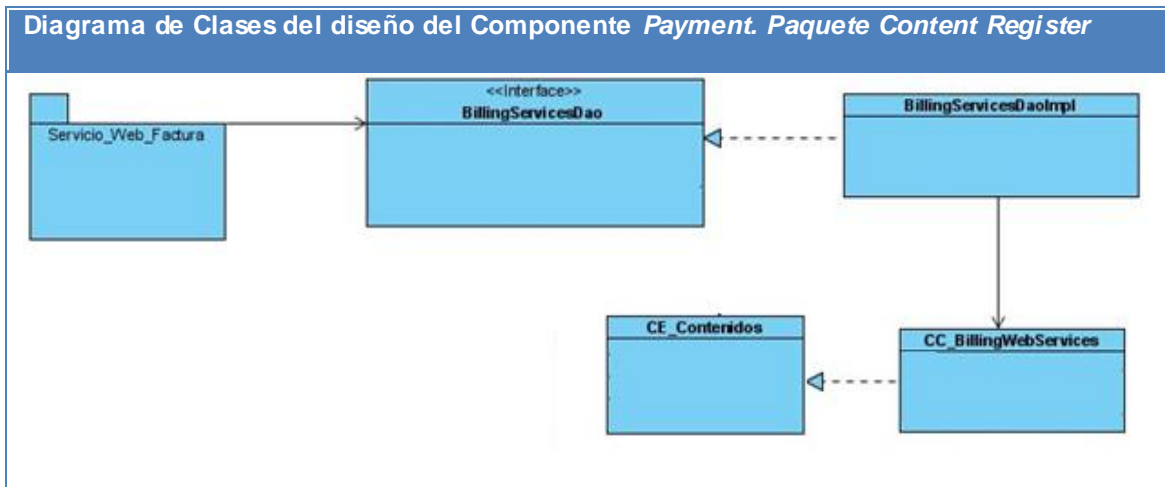 Diagrama de Clases del diseño del Componente Payment. Paquete Content Register
Servicio_Web_Factura
<<Interface>>
BillingServicesDao
BillingServicesDaoImpl
CE_Contenidos
CC_BillingWebServices